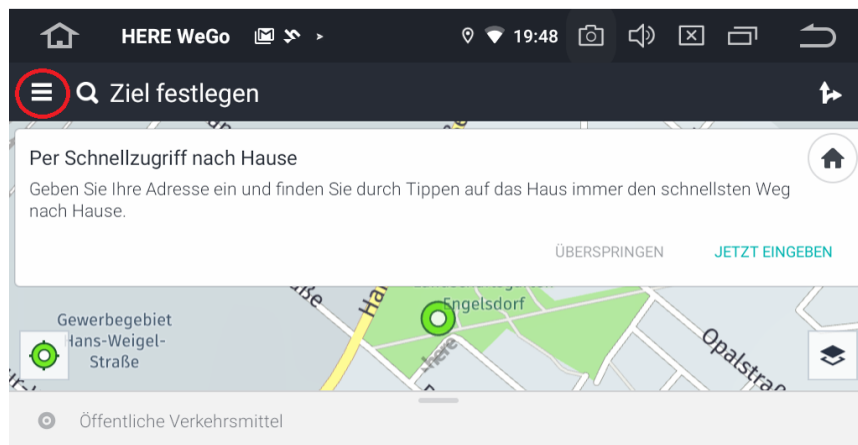 HERE WeGo
19:48
Ziel festlegen
Per Schnellzugriff nach Hause
Geben Sie Ihre Adresse ein und finden Sie durch Tippen auf das Haus immer den schnellsten Weg
nach Hause.
ÜBERSPRINGEN
JETZT EINGEBEN
Engelsdorf
Gewerbegebiet
Hans-Weigel-
Straße
here
Opalstraße
Öffentliche Verkehrsmittel